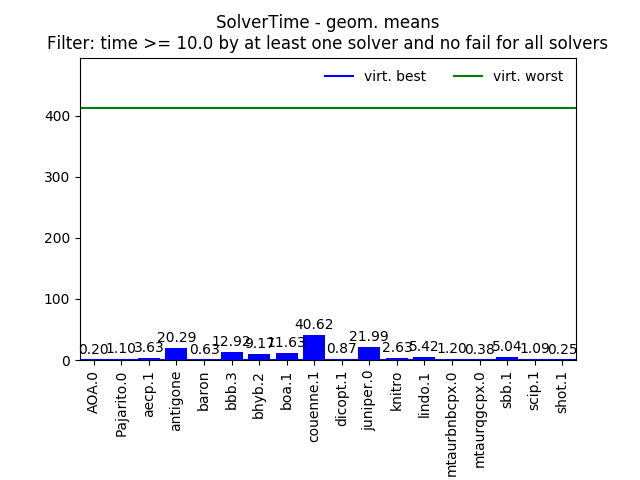 SolverTime - geom. means
Filter: time >= 10.0 by at least one solver and no fail for all solvers
virt. best
virt. worst
400
300
200
100
0
0.20
1.10
3.63
20.29
0.63
12.92
9.17
11.63
40.62
0.87
21.99
2.63
5.42
1.20
0.38
5.04
1.09
0.25
AOA.0
Pajarito.0
aecp.1
antigone
baron
bbb.3
bhyb.2
boa.1
couenne.1
dicopt.1
juniper.0
knitro
lindo.1
mtaurbnbcpx.0
mtaurqgcpx.0
sbb.1
scip.1
shot.1